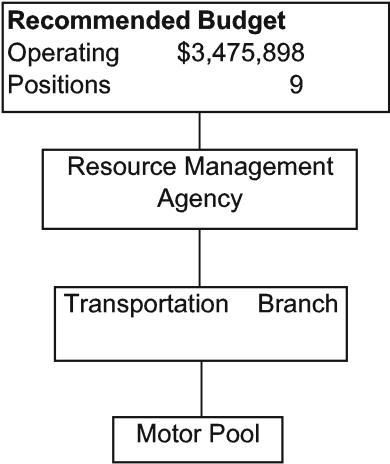 Recommended Budget
Operating $3,475,898
Positions 9
Resource Management
Agency
Transportation Branch
Motor Pool